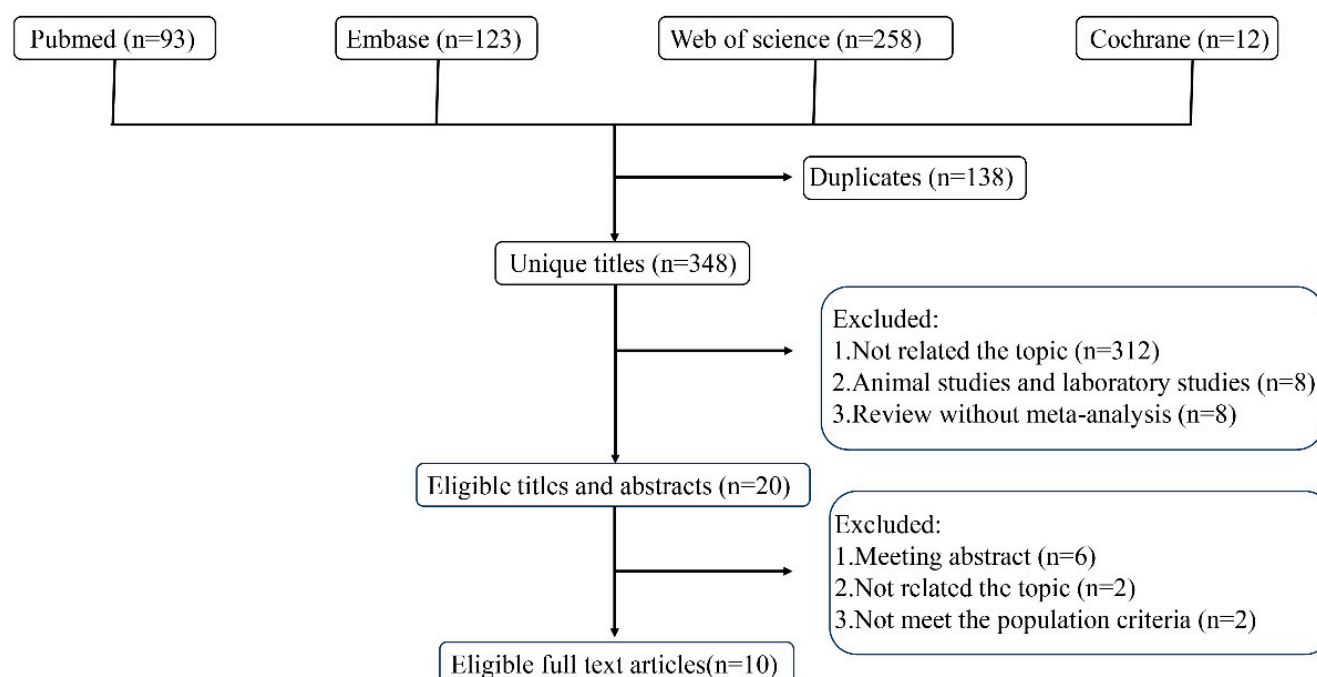 Pubmed (n=93)
Embase (n=123)
Web of science (n=258)
Cochrane (n=12)
Duplicates (n=138)
Unique titles (n=348)
Excluded:
1.Not related the topic (n=312)
2.Animal studies and laboratory studies (n=8)
3.Review without meta-analysis (n=8)
Eligible titles and abstracts (n=20)
Excluded:
1.Meeting abstract (n=6)
2.Not related the topic (n=2)
3.Not meet the population criteria (n=2)
Eligible full text articles(n=10)